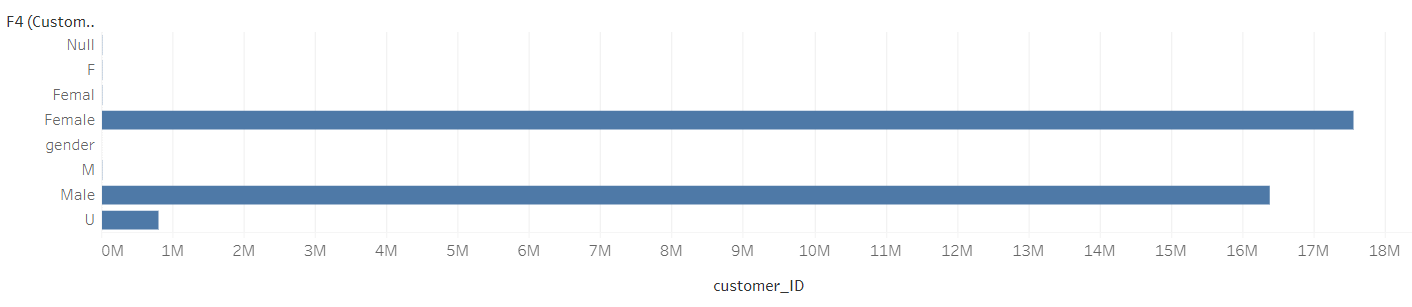 F4 (Custom..
Null
F
Femal
Female
gender
M
Male
U
0M 1M 2M 3M 4M 5M 6M 7M 8M 9M 10M 11M 12M 13M 14M 15M 16M 17M 18M
customer_ID